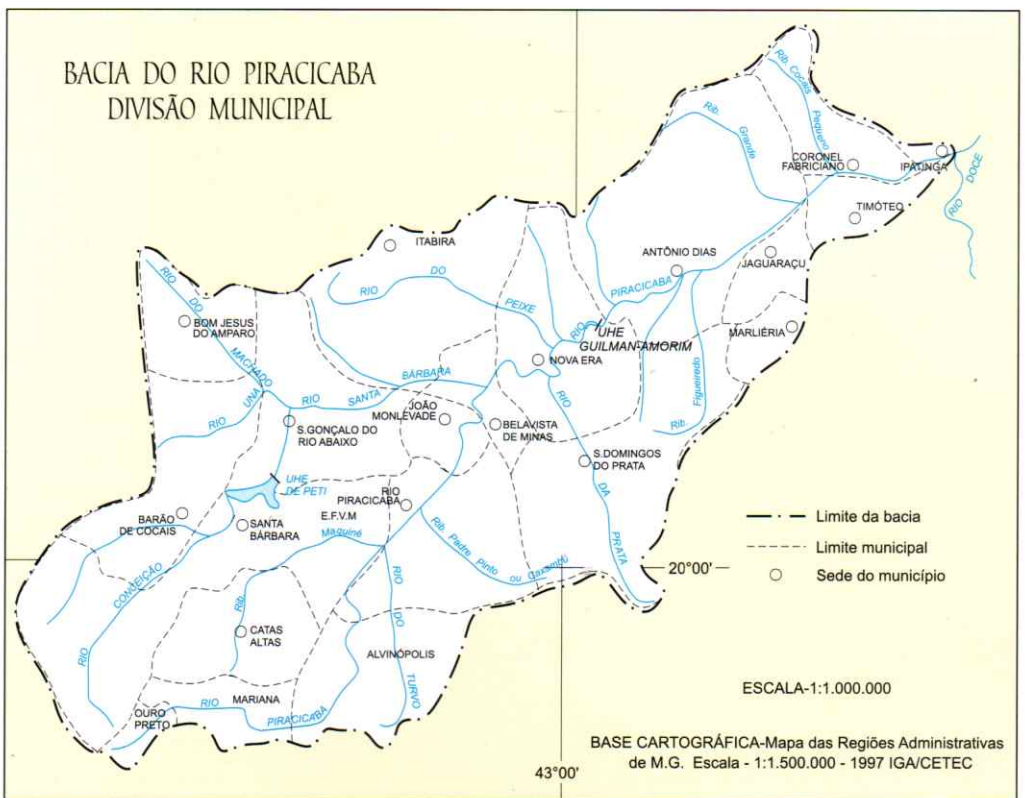 BACIA DO RIO PIRACICABA
DIVISÃO MUNICIPAL
Rib. Cocais
Pequeno
Rib.
Grande
CORONEL
FABRICIANO
IPATINGA
RIO DOCE
TIMÓTEO
ITABIRA
ANTÔNIO DIAS
JAGUARAÇU
RIO
DO
PEIXE
PIRACICABA
RIO
UHE
GUILMAN-AMORIM
MARLIÉRIA
RIO
DO
MACHADO
BOM JESUS
DO AMPARO
NOVA ERA
RIO UNA
RIO
SANTA
BÁRBARA
JOÃO
MONLEVADE
BELAVISTA
DE MINAS
Rib.
Figueiredo
S.GONÇALO DO
RIO ABAIXO
RIO
DA
PRATA
S.DOMINGOS
DO PRATA
UHE
DE PETI
RIO
PIRACICABA
E.F.V.M
BARÃO
DE COCAIS
SANTA
BÁRBARA
Maquiné
Rib.
Rib. Padre Pinto ou Caxambú
Limite da bacia
Limite municipal
20°00'
Sede do município
RIO
CONCEIÇÃO
CATAS
ALTAS
RIO
DO
TURVO
ALVINÓPOLIS
MARIANA
OURO
PRETO
RIO
PIRACICABA
ESCALA-1:1.000.000
BASE CARTOGRÁFICA-Mapa das Regiões Administrativas
de M.G. Escala - 1:1.500.000 - 1997 IGA/CETEC
43°00'